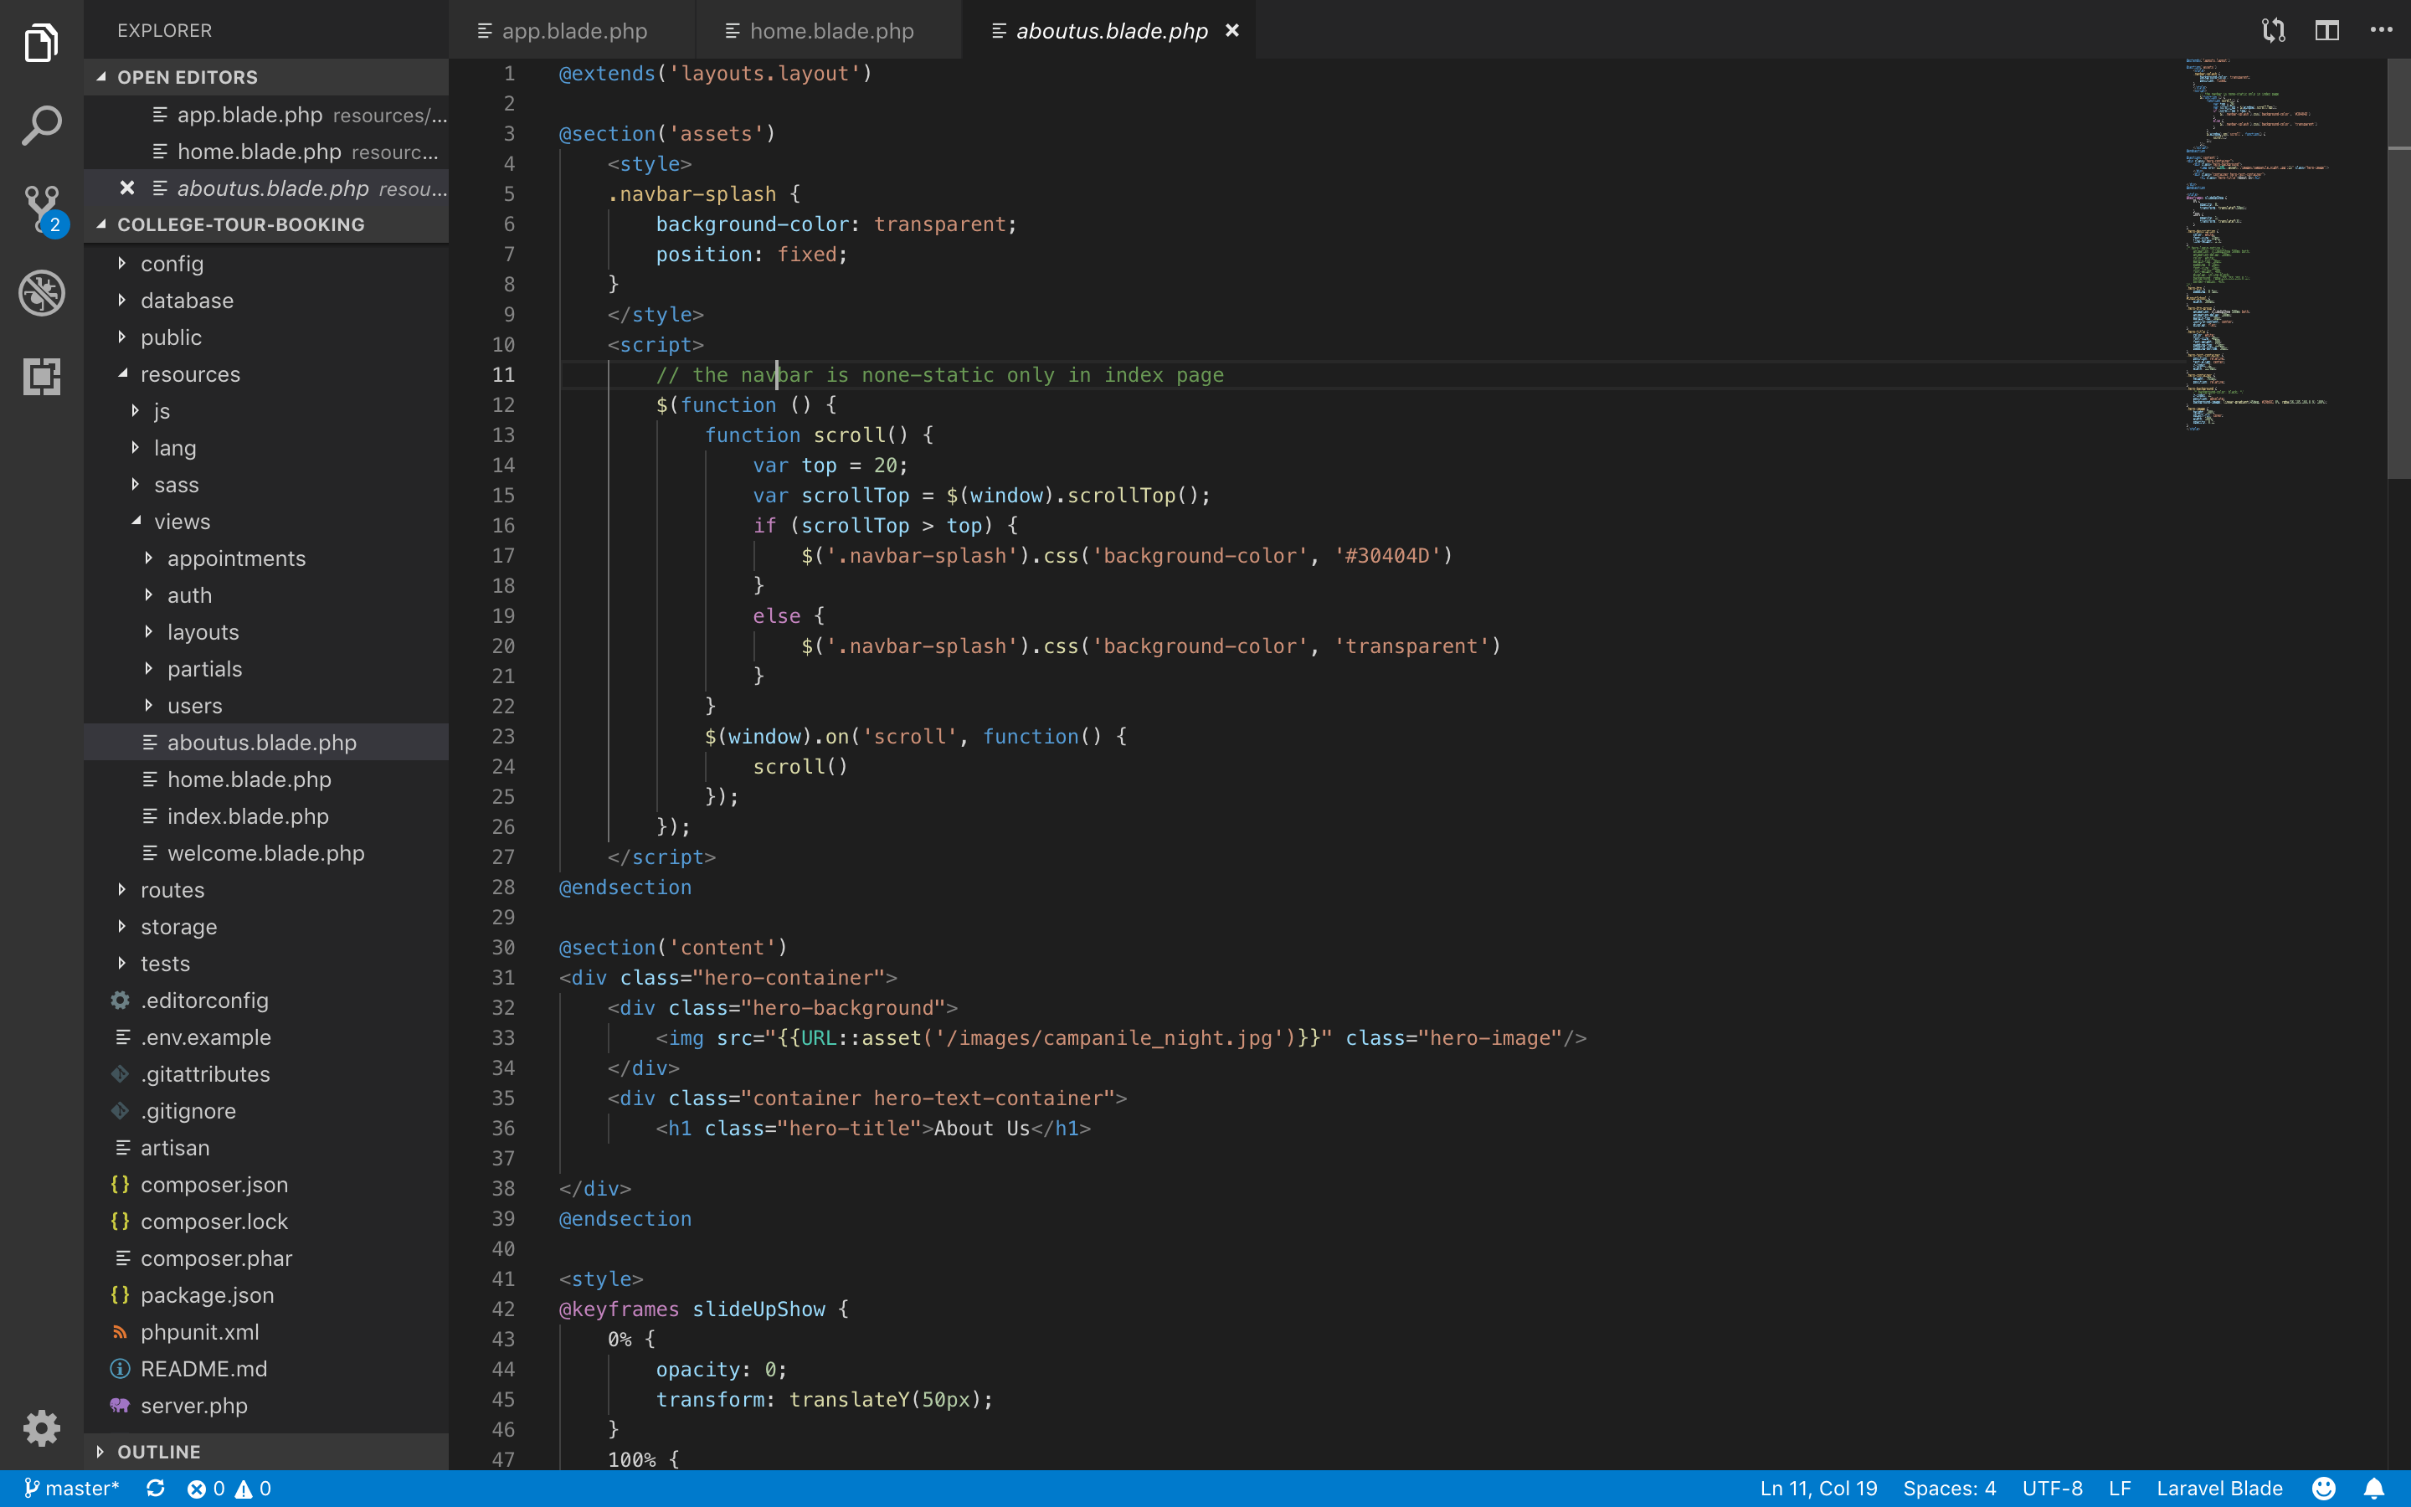 EXPLORER
OPEN EDITORS
app.blade.php resources/...
home.blade.php resourc...
aboutus.blade.php resou...
2
COLLEGE-TOUR-BOOKING
config
database
public
resources
js
lang
sass
views
appointments
auth
layouts
partials
users
aboutus.blade.php
home.blade.php
index.blade.php
welcome.blade.php
routes
storage
tests
.editorconfig
.env.example
.gitattributes
.gitignore
artisan
{} composer.json
{} composer.lock
composer.phar
{} package.json
phpunit.xml
README.md
server.php
OUTLINE
app.blade.php home.blade.php aboutus.blade.php
1 @extends('layouts.layout')
2
3 @section('assets')
4     <style>
5     .navbar-splash {
6         background-color: transparent;
7         position: fixed;
8     }
9     </style>
10     <script>
11         // the navbar is none-static only in index page
12         $(function () {
13             function scroll() {
14                 var top = 20;
15                 var scrollTop = $(window).scrollTop();
16                 if (scrollTop > top) {
17                     $('.navbar-splash').css('background-color', '#30404D')
18                 }
19                 else {
20                     $('.navbar-splash').css('background-color', 'transparent')
21                 }
22             }
23             $(window).on('scroll', function() {
24                 scroll()
25             });
26         });
27     </script>
28 @endsection
29
30 @section('content')
31 <div class="hero-container">
32     <div class="hero-background">
33         <img src="{{URL::asset('/images/campanile_night.jpg')}}" class="hero-image"/>
34     </div>
35     <div class="container hero-text-container">
36         <h1 class="hero-title">About Us</h1>
37
38 </div>
39 @endsection
40
41 <style>
42 @keyframes slideUpShow {
43     0% {
44         opacity: 0;
45         transform: translateY(50px);
46     }
47     100% {
master* 0 0 Ln 11, Col 19 Spaces: 4 UTF-8 LF Laravel Blade